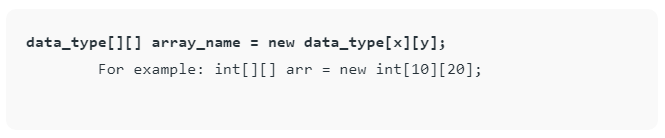 data_type[][] array_name = new data_type[x][y];
For example: int[][] arr = new int[10][20];